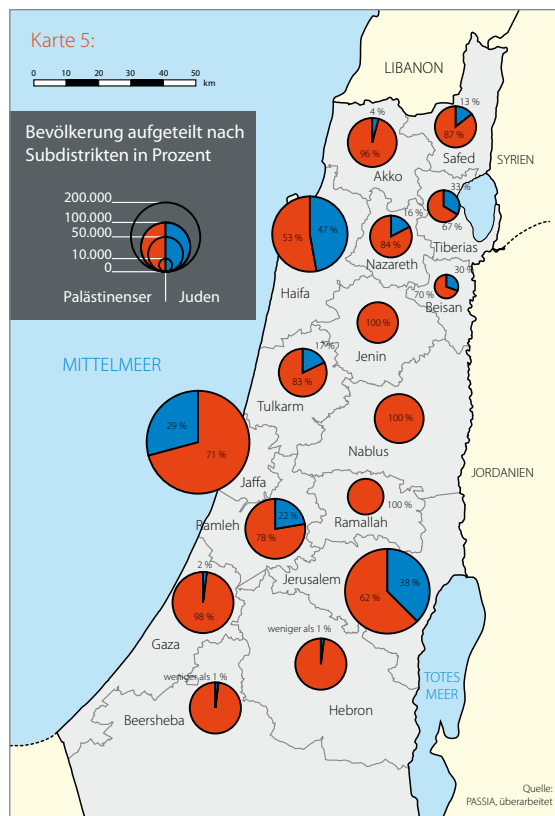 Karte 5:
0 10 20 30 40 50
km
Bevölkerung aufgeteilt nach
Subdistrikten in Prozent
200.000
100.000
50.000
10.000
0
Palästinenser
Juden
LIBANON
SYRIEN
JORDANIEN
MITTELMEER
TOTES
MEER
4 %
96 %
Akko
13 %
87 %
Safed
33 %
67 %
Tiberias
53 %
47 %
Haifa
16 %
84 %
Nazareth
30 %
70 %
Beisan
100 %
Jenin
17 %
83 %
Tulkarm
100 %
Nablus
29 %
71 %
Jaffa
22 %
78 %
Ramleh
100 %
Ramallah
38 %
62 %
Jerusalem
2 %
98 %
Gaza
weniger als 1 %
Hebron
weniger als 1 %
Beersheba
Quelle:
PASSIA, überarbeitet